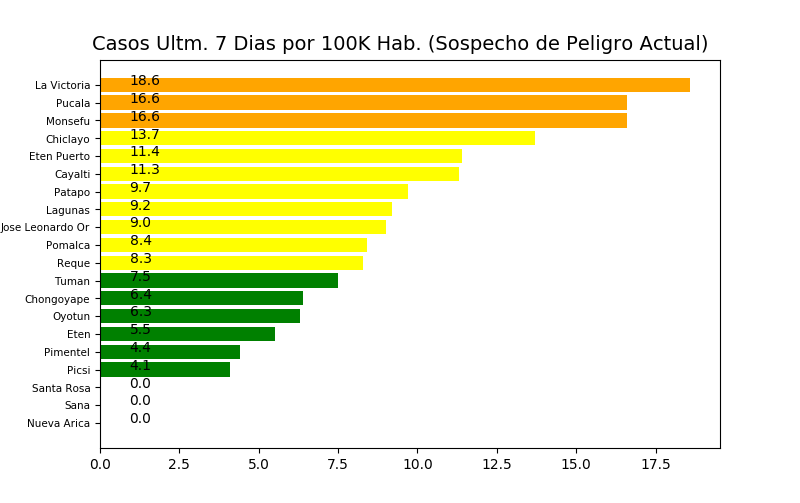 Casos Ultm. 7 Dias por 100K Hab. (Sospecho de Peligro Actual)
La Victoria 18.6
Pucala 16.6
Monsefu 16.6
Chiclayo 13.7
Eten Puerto 11.4
Cayalti 11.3
Patapo 9.7
Lagunas 9.2
Jose Leonardo Or 9.0
Pomalca 8.4
Reque 8.3
Tuman 7.5
Chongoyape 6.4
Oyotun 6.3
Eten 5.5
Pimentel 4.4
Picsi 4.1
Santa Rosa 0.0
Sana 0.0
Nueva Arica 0.0
0.0 2.5 5.0 7.5 10.0 12.5 15.0 17.5